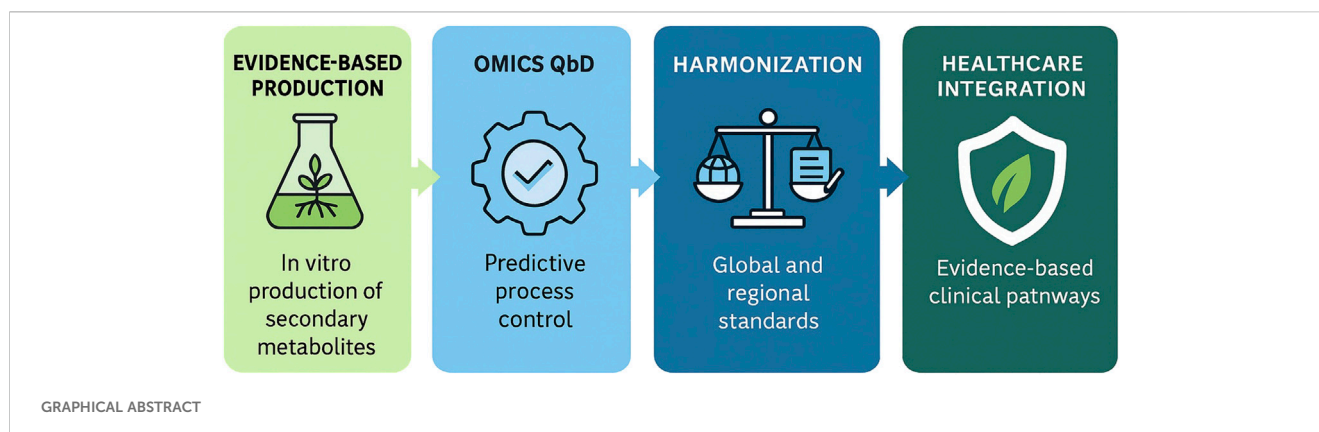 EVIDENCE-BASED
PRODUCTION
In vitro
production of
secondary
metabolites
OMICS QbD
Predictive
process
control
HARMONIZATION
Global and
regional
standards
HEALTHCARE
INTEGRATION
Evidence-based
clinical patnways
GRAPHICAL ABSTRACT